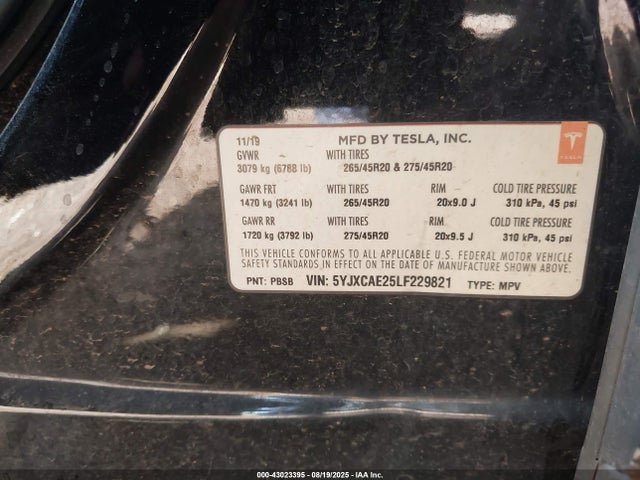 11/19 MFD BY TESLA, INC.
GVWR WITH TIRES
3079 kg (6788 lb) 265/45R20 & 275/45R20
GAWR FRT WITH TIRES RIM COLD TIRE PRESSURE
1470 kg (3241 lb) 265/45R20 20x9.0 J 310 kPa, 45 psi
GAWR RR WITH TIRES RIM COLD TIRE PRESSURE
1720 kg (3792 lb) 275/45R20 20x9.5 J 310 kPa, 45 psi
THIS VEHICLE CONFORMS TO ALL APPLICABLE U.S. FEDERAL MOTOR VEHICLE
SAFETY STANDARDS IN EFFECT ON THE DATE OF MANUFACTURE SHOWN ABOVE.
PNT: PBSB VIN: 5YJXCAE25LF229821 TYPE: MPV
TESLA
000-43023395 - 08/19/2025 - IAA Inc.